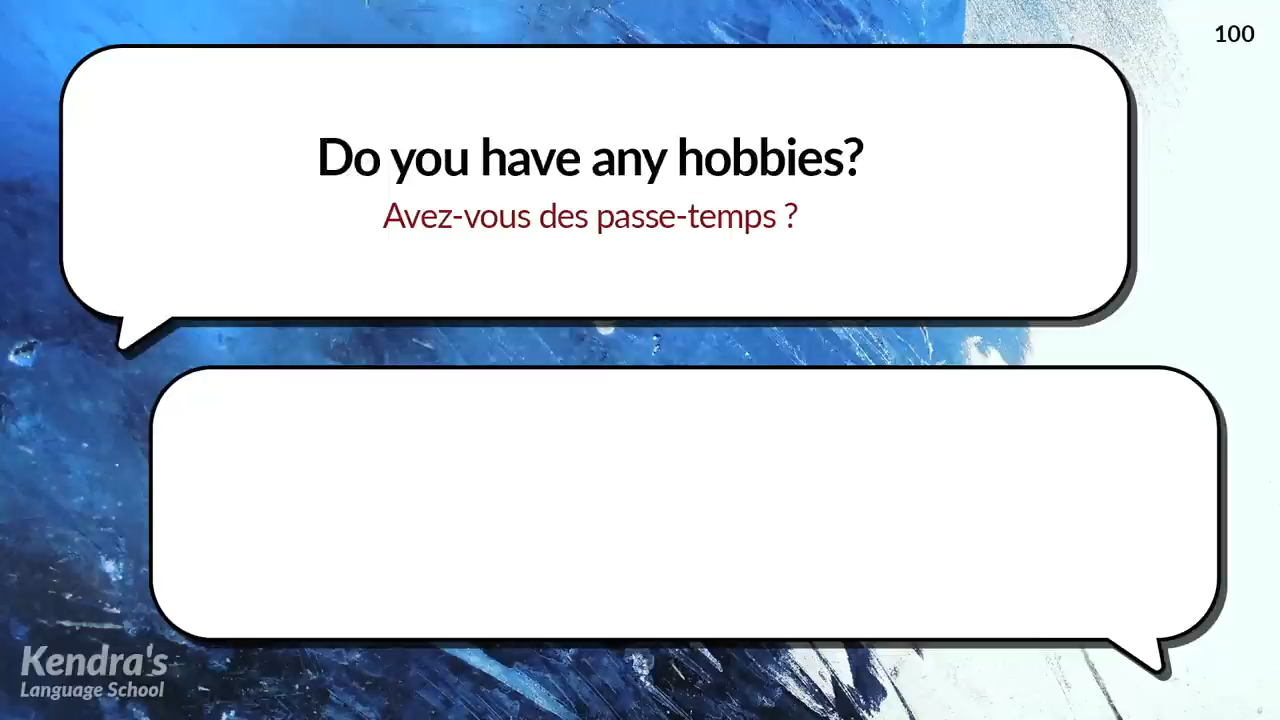 100
Do you have any hobbies?
Avez-vous des passe-temps ?
Kendra's
Language School